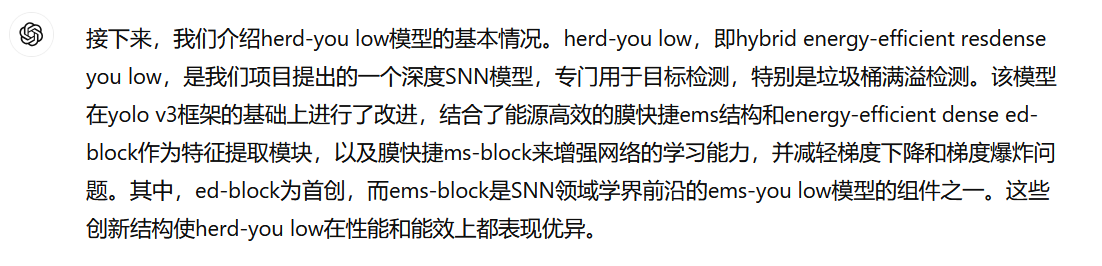 接下来，我们介绍herd-you low模型的基本情况。herd-you low，即hybrid energy-efficient resdense
you low，是我们项目提出的一个深度SNN模型，专门用于目标检测，特别是垃圾桶满溢检测。该模型
在yolo v3框架的基础上进行了改进，结合了能源高效的膜快捷ems结构和energy-efficient dense ed-
block作为特征提取模块，以及膜快捷ms-block来增强网络的学习能力，并减轻梯度下降和梯度爆炸问
题。其中，ed-block为首创，而ems-block是SNN领域学界前沿的ems-you low模型的组件之一。这些
创新结构使herd-you low在性能和能效上都表现优异。